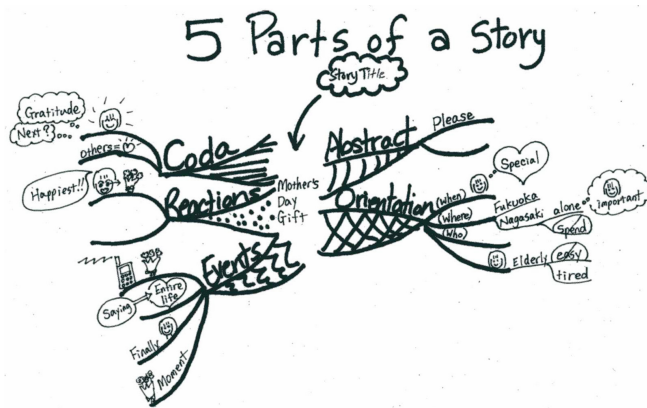 5 Parts of a Story
Story Title
Abstract
Please
Orientation
(When)
Special
(Where)
Fukuoka
Nagasaki alone
important
Spend
(Who)
Elderly easy
tired
Mother's
Day
Gift
Coda
Gratitude
Next?
others=
Reactions
Happiest!!
Events
Saying
Entire
life
Finally
Moment